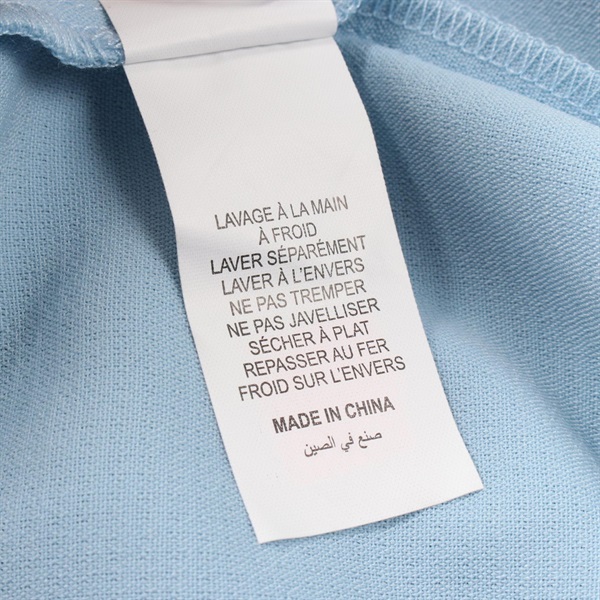 LAVAGE À LA MAIN
À FROID
LAVER SÉPARÉMENT
LAVER À L'ENVERS
NE PAS TREMPER
NE PAS JAVELLISER
SÉCHER À PLAT
REPASSER AU FER
FROID SUR L'ENVERS
MADE IN CHINA
صنع في الصين